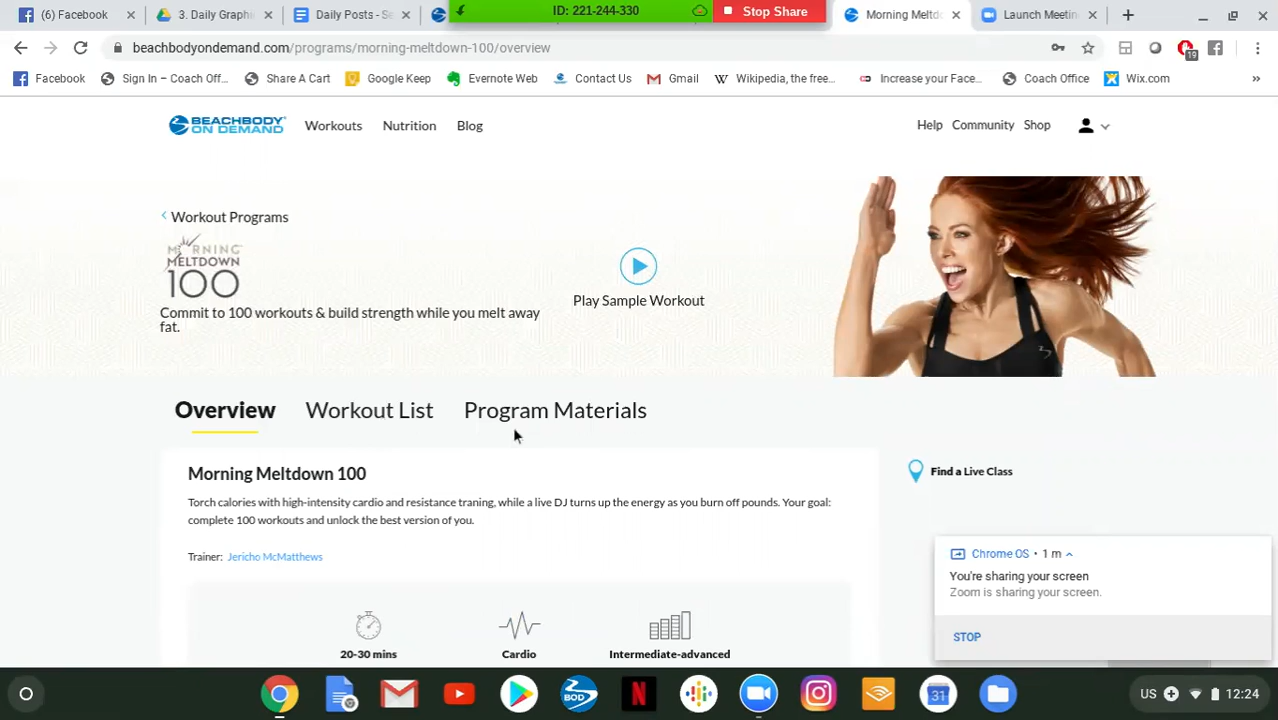 (6) Facebook
3. Daily Graphi
Daily Posts - Se
ID: 221-244-330
Stop Share
Morning Meltdo
Launch Meetin
beachbodyondemand.com/programs/morning-meltdown-100/overview
19
Facebook
Sign In – Coach Off...
Share A Cart
Google Keep
Evernote Web
Contact Us
Gmail
Wikipedia, the free...
Increase your Face...
Coach Office
Wix.com
»
BEACHBODY
ON DEMAND
Workouts
Nutrition
Blog
Help
Community
Shop
Workout Programs
MORNING
MELTDOWN
100
Commit to 100 workouts & build strength while you melt away
fat.
Play Sample Workout
Overview
Workout List
Program Materials
Morning Meltdown 100
Torch calories with high-intensity cardio and resistance traning, while a live DJ turns up the energy as you burn off pounds. Your goal:
complete 100 workouts and unlock the best version of you.
Trainer: Jericho McMatthews
20-30 mins
Cardio
Intermediate-advanced
Find a Live Class
Chrome OS • 1 m
You're sharing your screen
Zoom is sharing your screen.
STOP
BOD
31
US
12:24